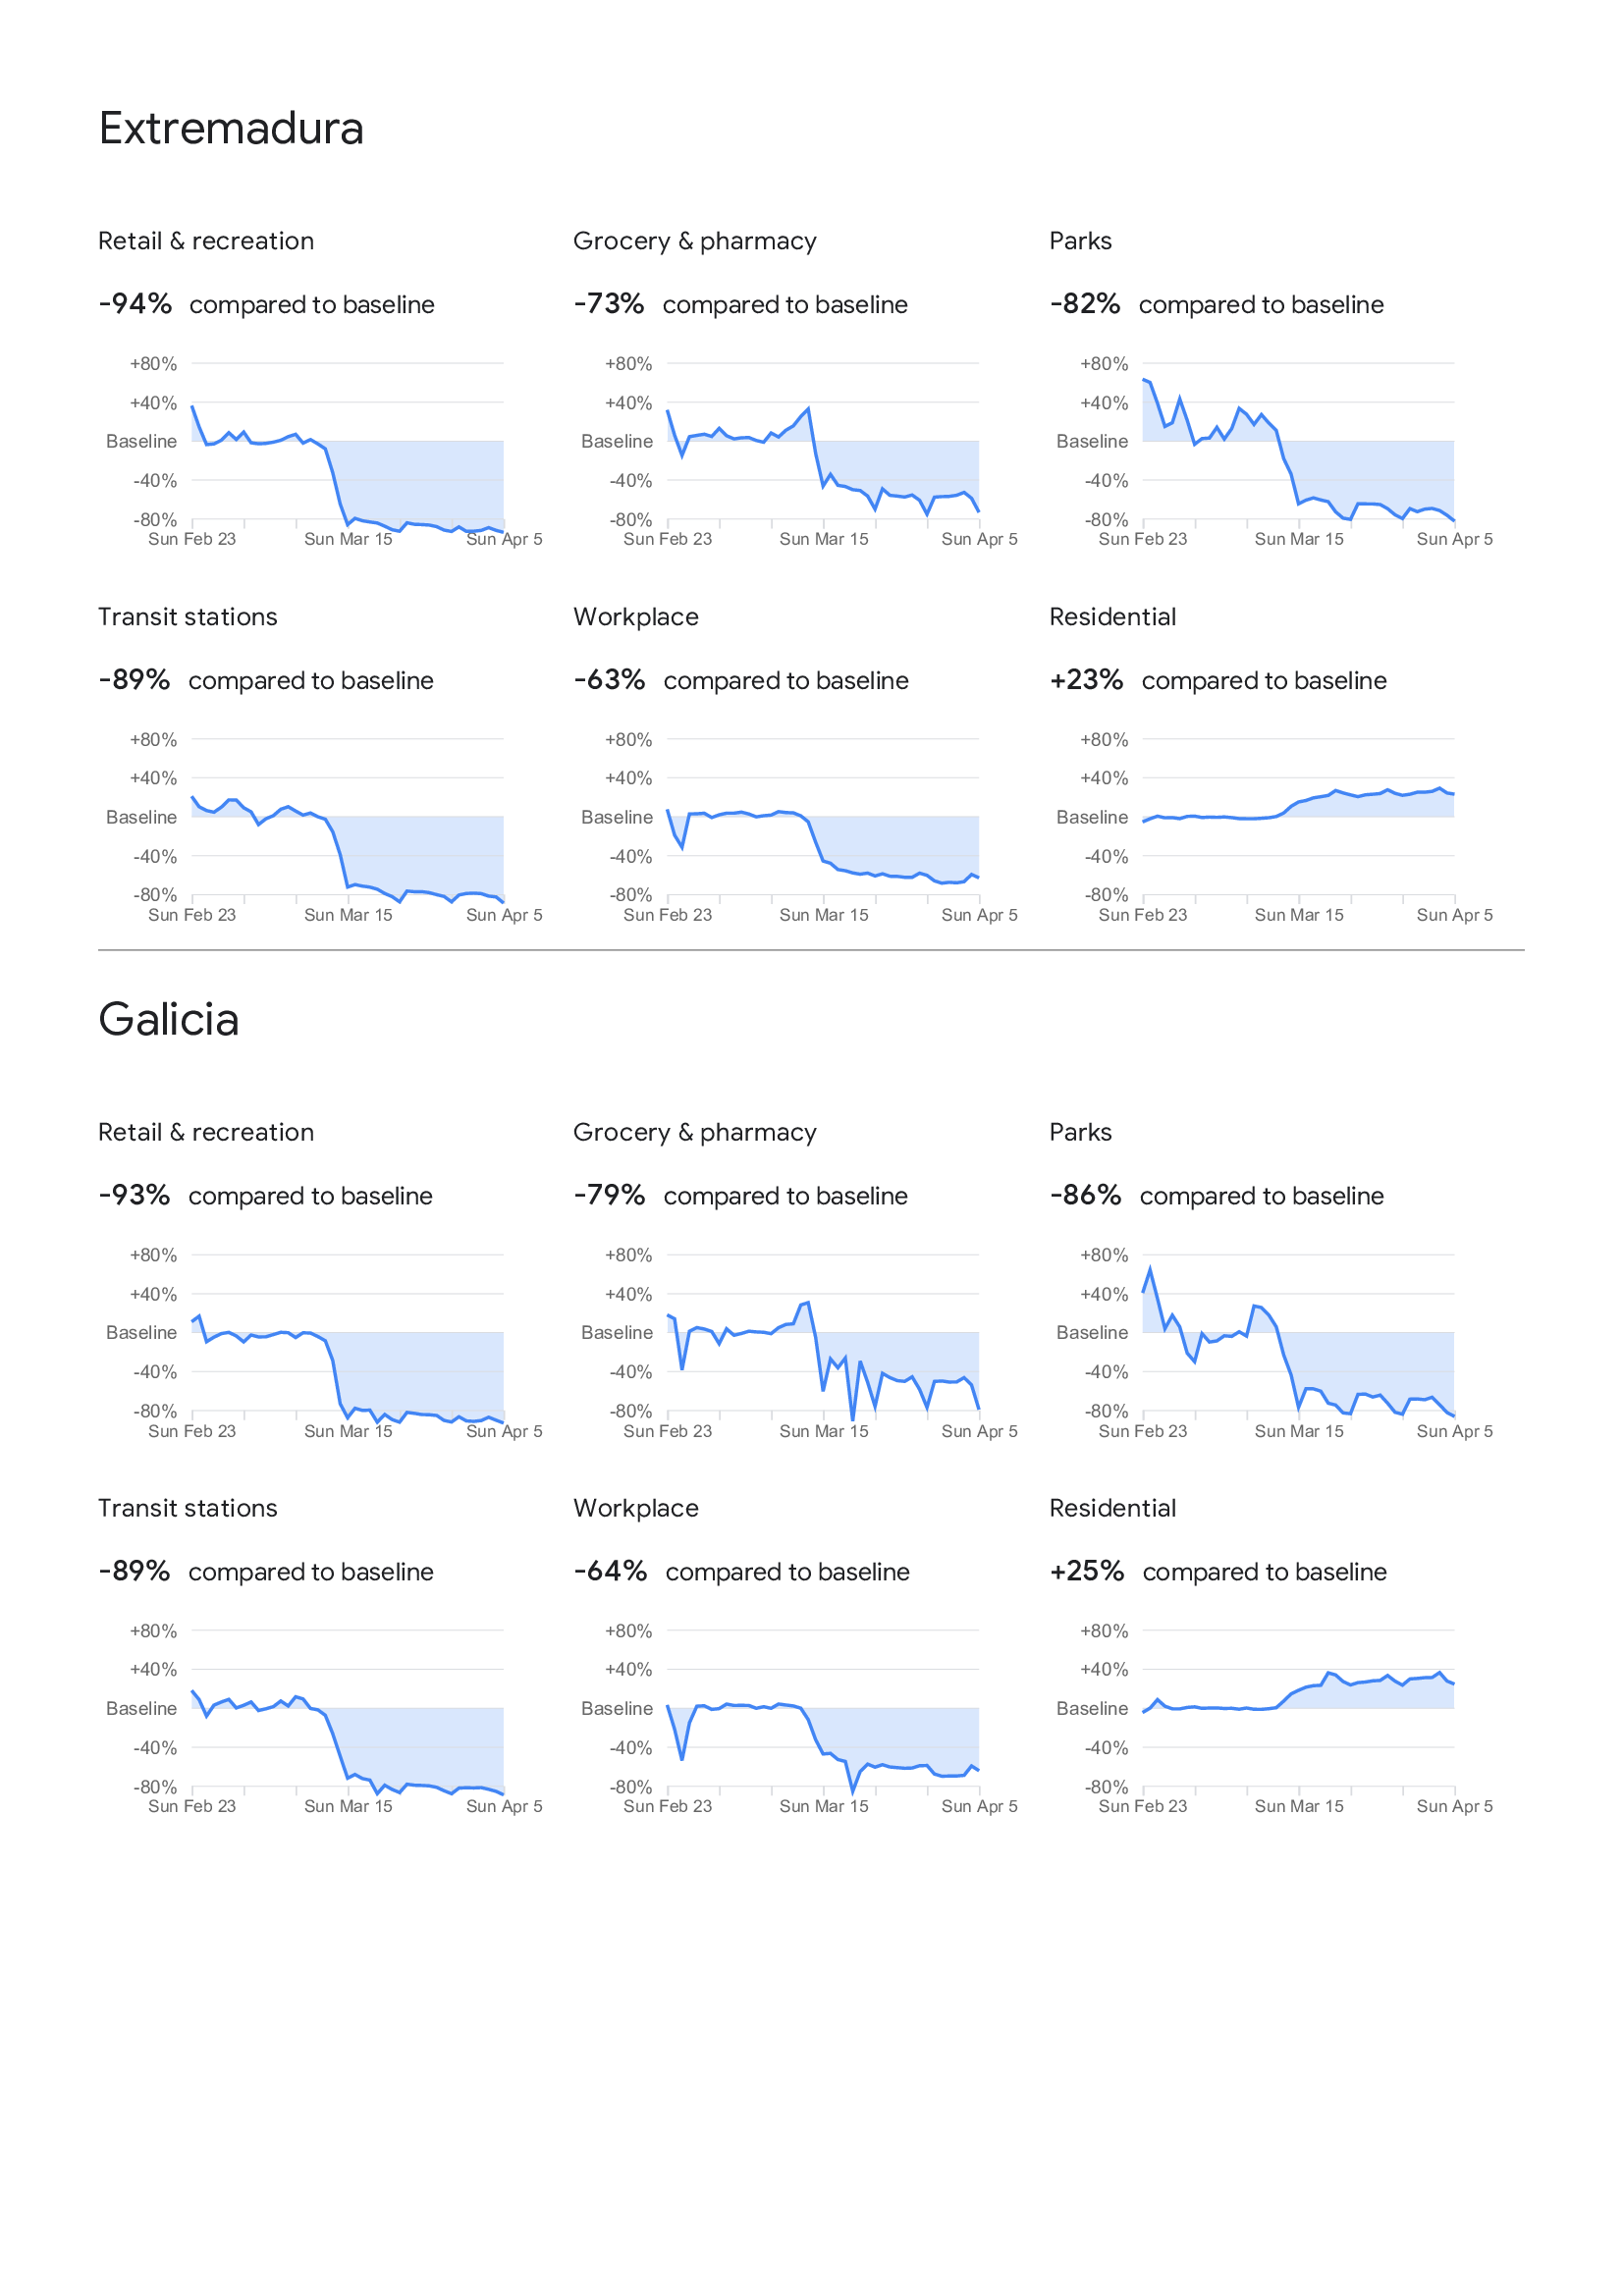 Extremadura
Retail & recreation
Grocery & pharmacy
Parks
-94% compared to baseline
-73% compared to baseline
-82% compared to baseline
+80%
+40%
Baseline
-40%
-80%
Sun Feb 23
Sun Mar 15
Sun Apr 5
+80%
+40%
Baseline
-40%
-80%
Sun Feb 23
Sun Mar 15
Sun Apr 5
+80%
+40%
Baseline
-40%
-80%
Sun Feb 23
Sun Mar 15
Sun Apr 5
Transit stations
Workplace
Residential
-89% compared to baseline
-63% compared to baseline
+23% compared to baseline
+80%
+40%
Baseline
-40%
-80%
Sun Feb 23
Sun Mar 15
Sun Apr 5
+80%
+40%
Baseline
-40%
-80%
Sun Feb 23
Sun Mar 15
Sun Apr 5
+80%
+40%
Baseline
-40%
-80%
Sun Feb 23
Sun Mar 15
Sun Apr 5
Galicia
Retail & recreation
Grocery & pharmacy
Parks
-93% compared to baseline
-79% compared to baseline
-86% compared to baseline
+80%
+40%
Baseline
-40%
-80%
Sun Feb 23
Sun Mar 15
Sun Apr 5
+80%
+40%
Baseline
-40%
-80%
Sun Feb 23
Sun Mar 15
Sun Apr 5
+80%
+40%
Baseline
-40%
-80%
Sun Feb 23
Sun Mar 15
Sun Apr 5
Transit stations
Workplace
Residential
-89% compared to baseline
-64% compared to baseline
+25% compared to baseline
+80%
+40%
Baseline
-40%
-80%
Sun Feb 23
Sun Mar 15
Sun Apr 5
+80%
+40%
Baseline
-40%
-80%
Sun Feb 23
Sun Mar 15
Sun Apr 5
+80%
+40%
Baseline
-40%
-80%
Sun Feb 23
Sun Mar 15
Sun Apr 5